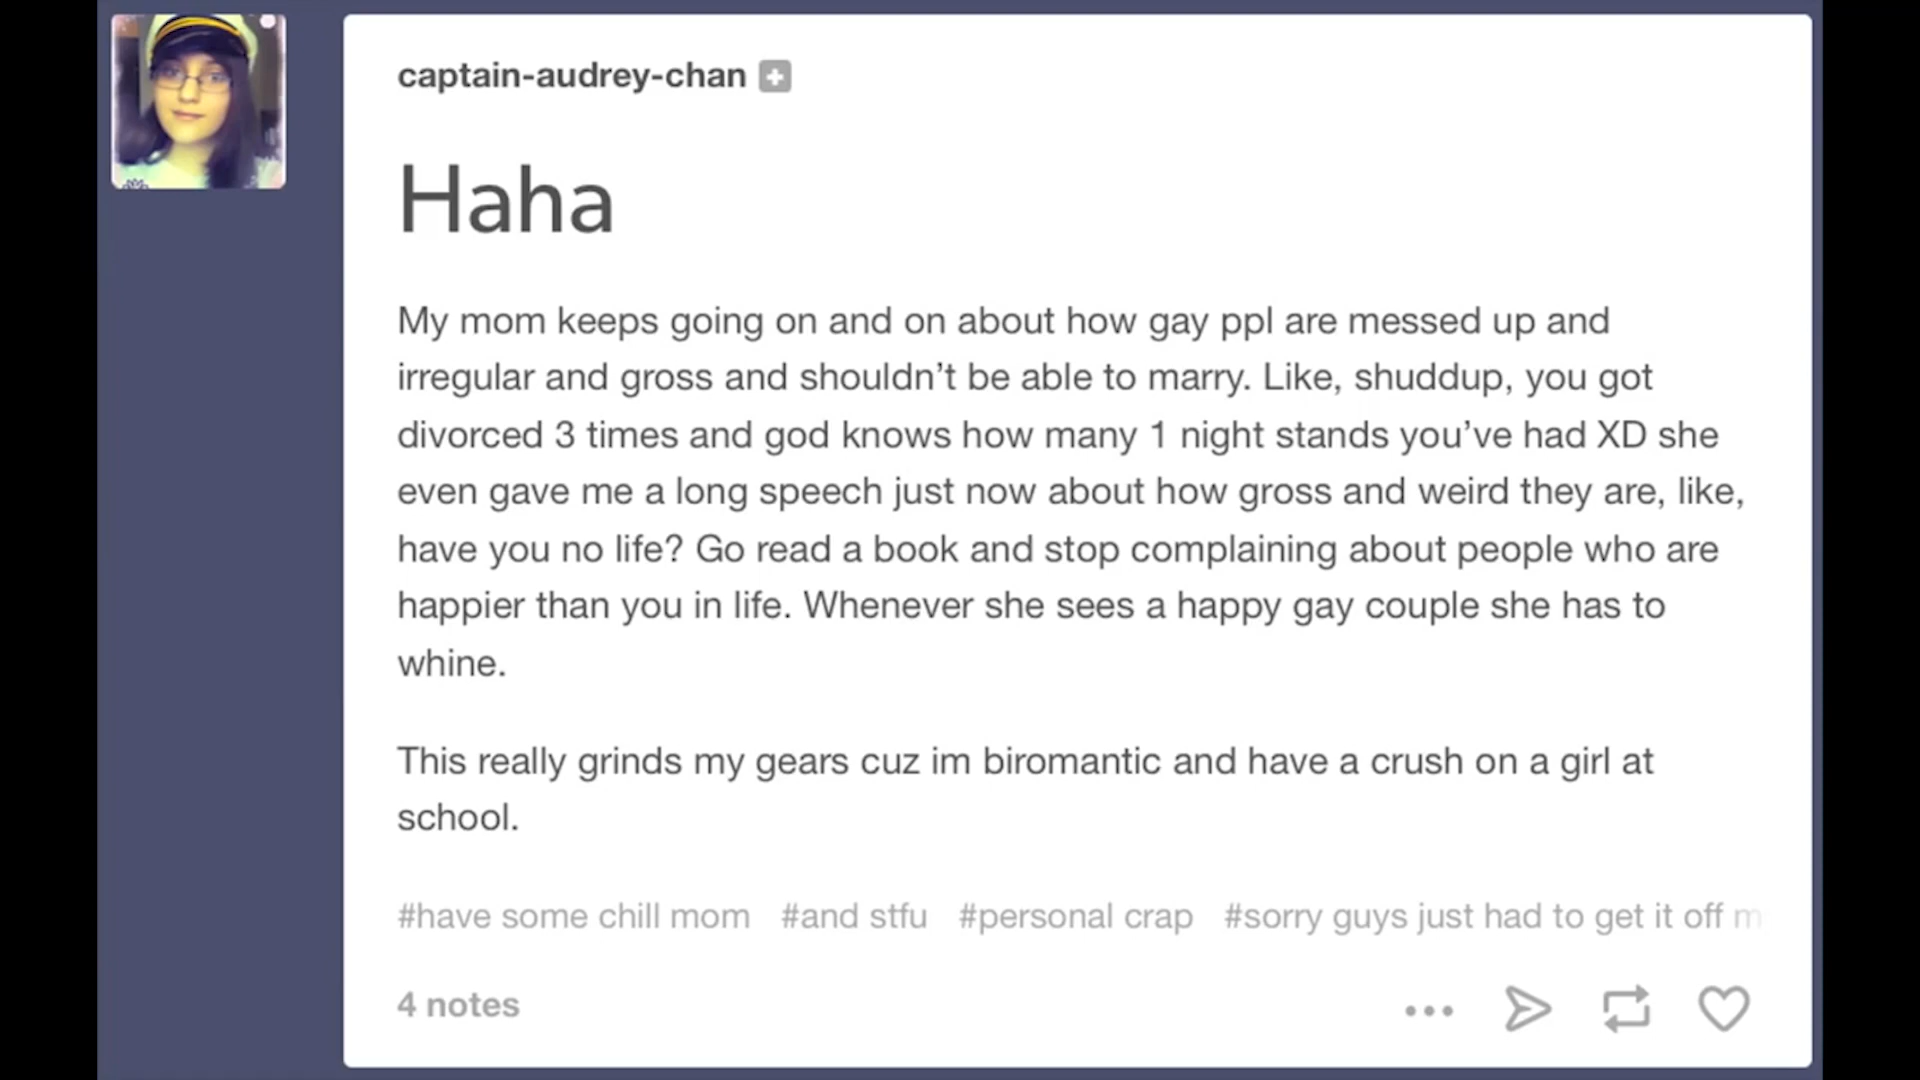 captain-audrey-chan
Haha
My mom keeps going on and on about how gay ppl are messed up and
irregular and gross and shouldn’t be able to marry. Like, shuddup, you got
divorced 3 times and god knows how many 1 night stands you’ve had XD she
even gave me a long speech just now about how gross and weird they are, like,
have you no life? Go read a book and stop complaining about people who are
happier than you in life. Whenever she sees a happy gay couple she has to
whine.
This really grinds my gears cuz im biromantic and have a crush on a girl at
school.
#have some chill mom #and stfu #personal crap #sorry guys just had to get it off m
4 notes